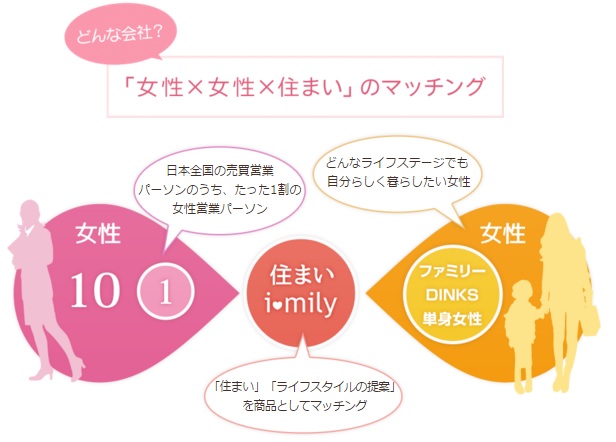 どんな会社？
「女性×女性×住まい」のマッチング
日本全国の売買営業
パーソンのうち、たった1割の
女性営業パーソン
どんなライフステージでも
自分らしく暮らしたい女性
女性
10 1
住まい
i♥mily
女性
ファミリー
DINKS
単身女性
「住まい」「ライフスタイルの提案」
を商品としてマッチング